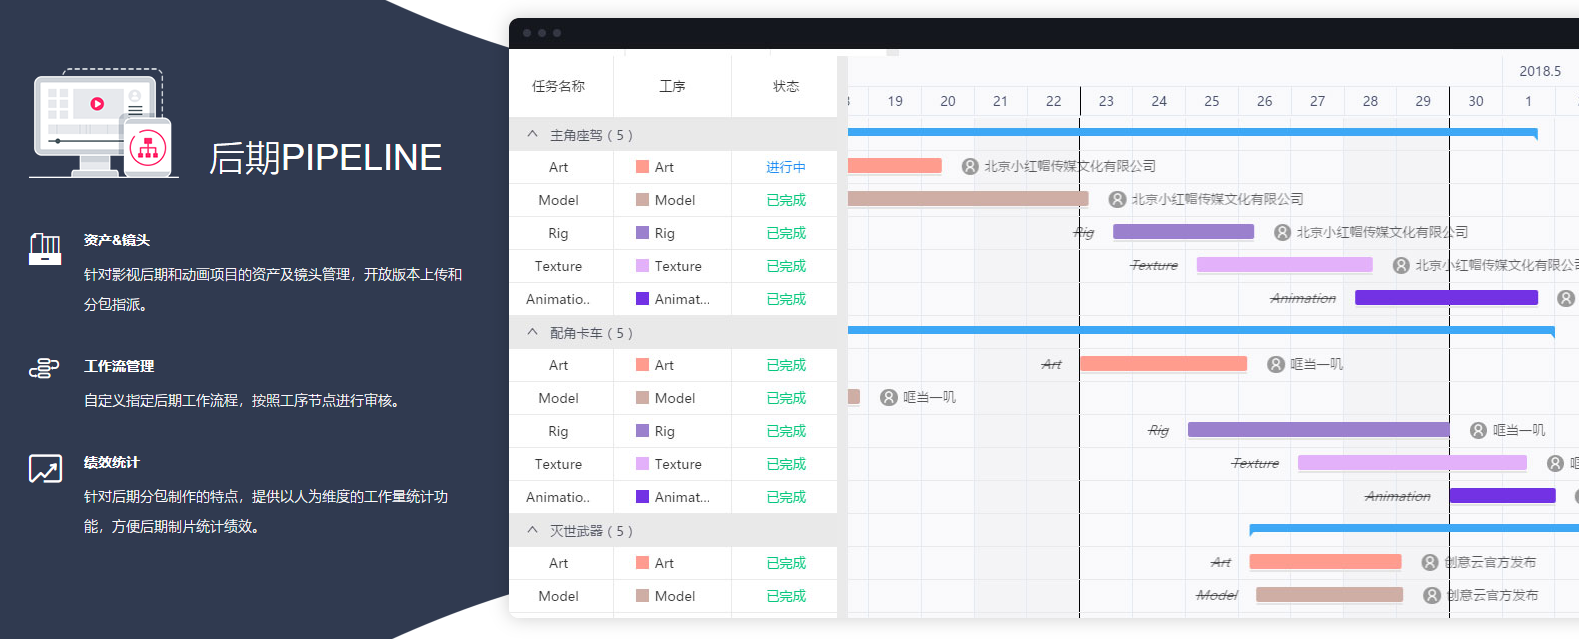 后期PIPELINE
资产&镜头
针对影视后期和动画项目的资产及镜头管理，开放版本上传和
分包指派。
工作流管理
自定义指定后期工作流程，按照工序节点进行审核。
绩效统计
针对后期分包制作的特点，提供以人为维度的工作量统计功
能，方便后期制片统计绩效。
任务名称 工序 状态
2018.5
19 20 21 22 23 24 25 26 27 28 29 30 1
主角座驾 ( 5 )
Art Art 进行中 北京小红帽传媒文化有限公司
Model Model 已完成 北京小红帽传媒文化有限公司
Rig Rig 已完成 Rig 北京小红帽传媒文化有限公司
Texture Texture 已完成 Texture 北京小红帽传媒文化有限公
Animatio.. Animat... 已完成 Animation
配角卡车 ( 5 )
Art Art 已完成 Art 哐当一叽
Model Model 已完成 哐当一叽
Rig Rig 已完成 Rig 哐当一叽
Texture Texture 已完成 Texture
Animatio.. Animat... 已完成 Animation
灭世武器 ( 5 )
Art Art 已完成 Art 创意云官方发布
Model Model 已完成 Model 创意云官方发布